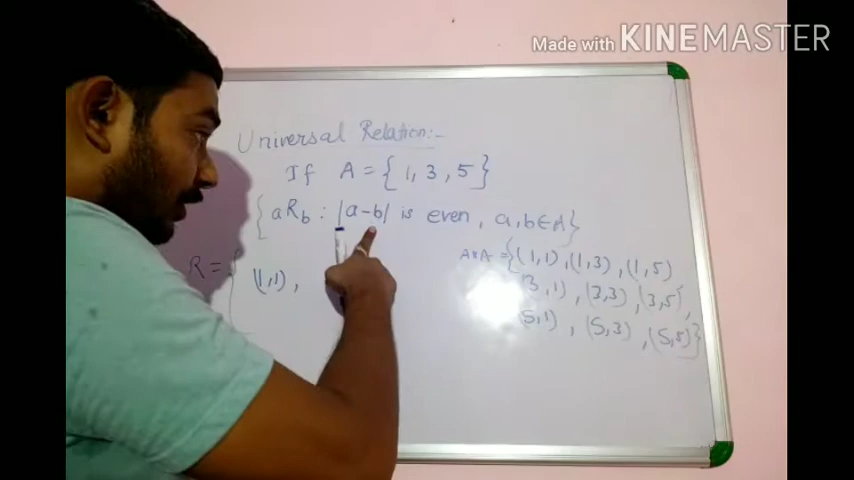 Made with KINEMASTER
Universal Relation:-
If A = { 1, 3, 5 }
{ aRb : |a-b| is even, a,b∈A}
R = { (1,1),
A×A = { (1,1), (1,3), (1,5)
3,1), (3,3), (3,5),
(5,1), (5,3), (5,5)}